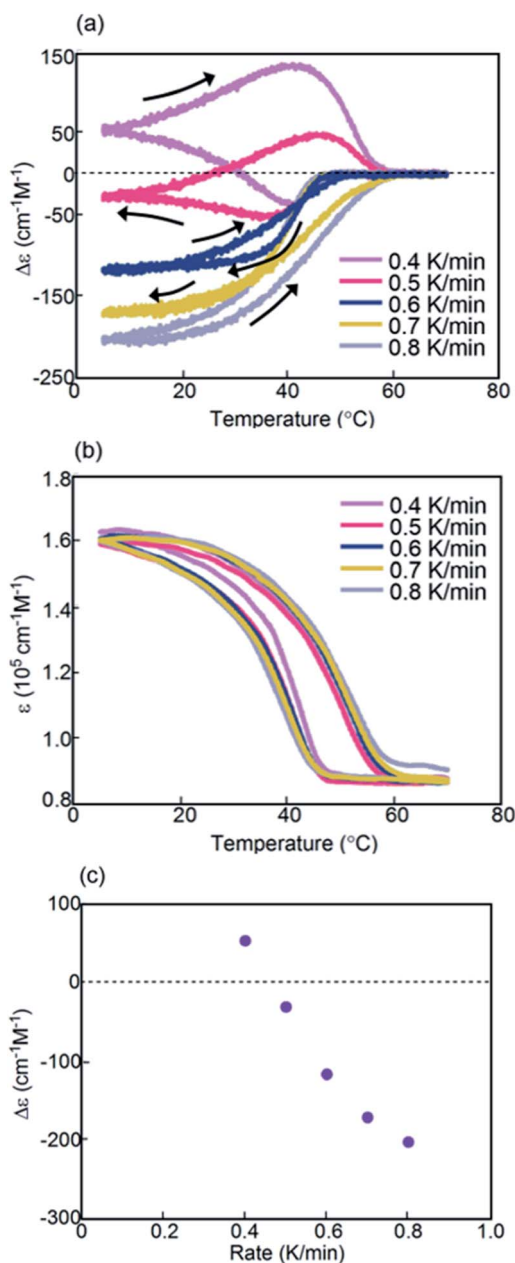 (a)
150
50
0
-50
-150
-250
Δε (cm⁻¹M⁻¹)
0.4 K/min
0.5 K/min
0.6 K/min
0.7 K/min
0.8 K/min
0 20 40 60 80
Temperature (°C)
(b)
1.8
1.6
1.4
1.2
1.0
0.8
ε (10⁵ cm⁻¹M⁻¹)
0.4 K/min
0.5 K/min
0.6 K/min
0.7 K/min
0.8 K/min
0 20 40 60 80
Temperature (°C)
(c)
100
0
-100
-200
-300
Δε (cm⁻¹M⁻¹)
0 0.2 0.4 0.6 0.8 1.0
Rate (K/min)